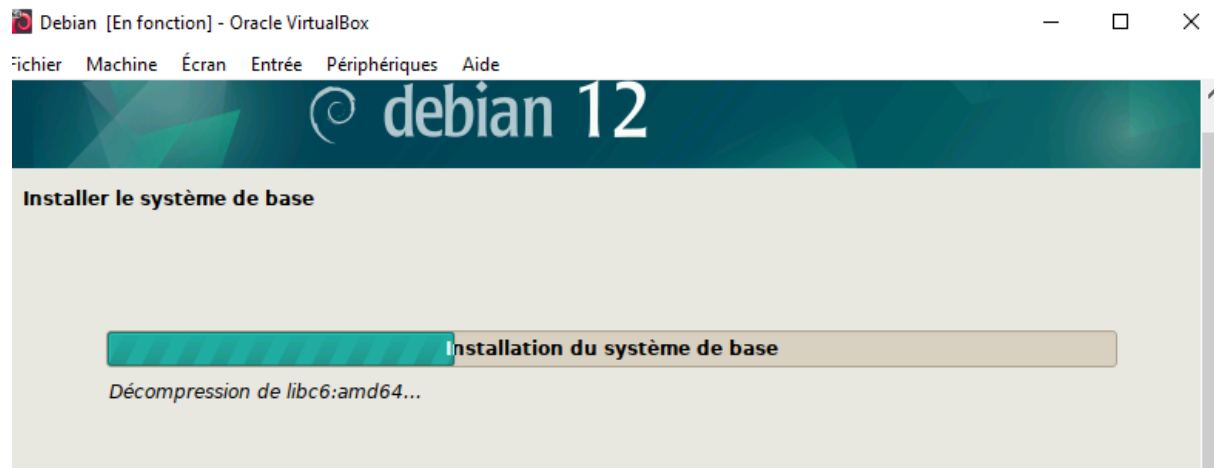 Debian [En fonction] - Oracle VirtualBox
Fichier Machine Écran Entrée Périphériques Aide
debian 12
Installer le système de base
Installation du système de base
Décompression de libc6:amd64...